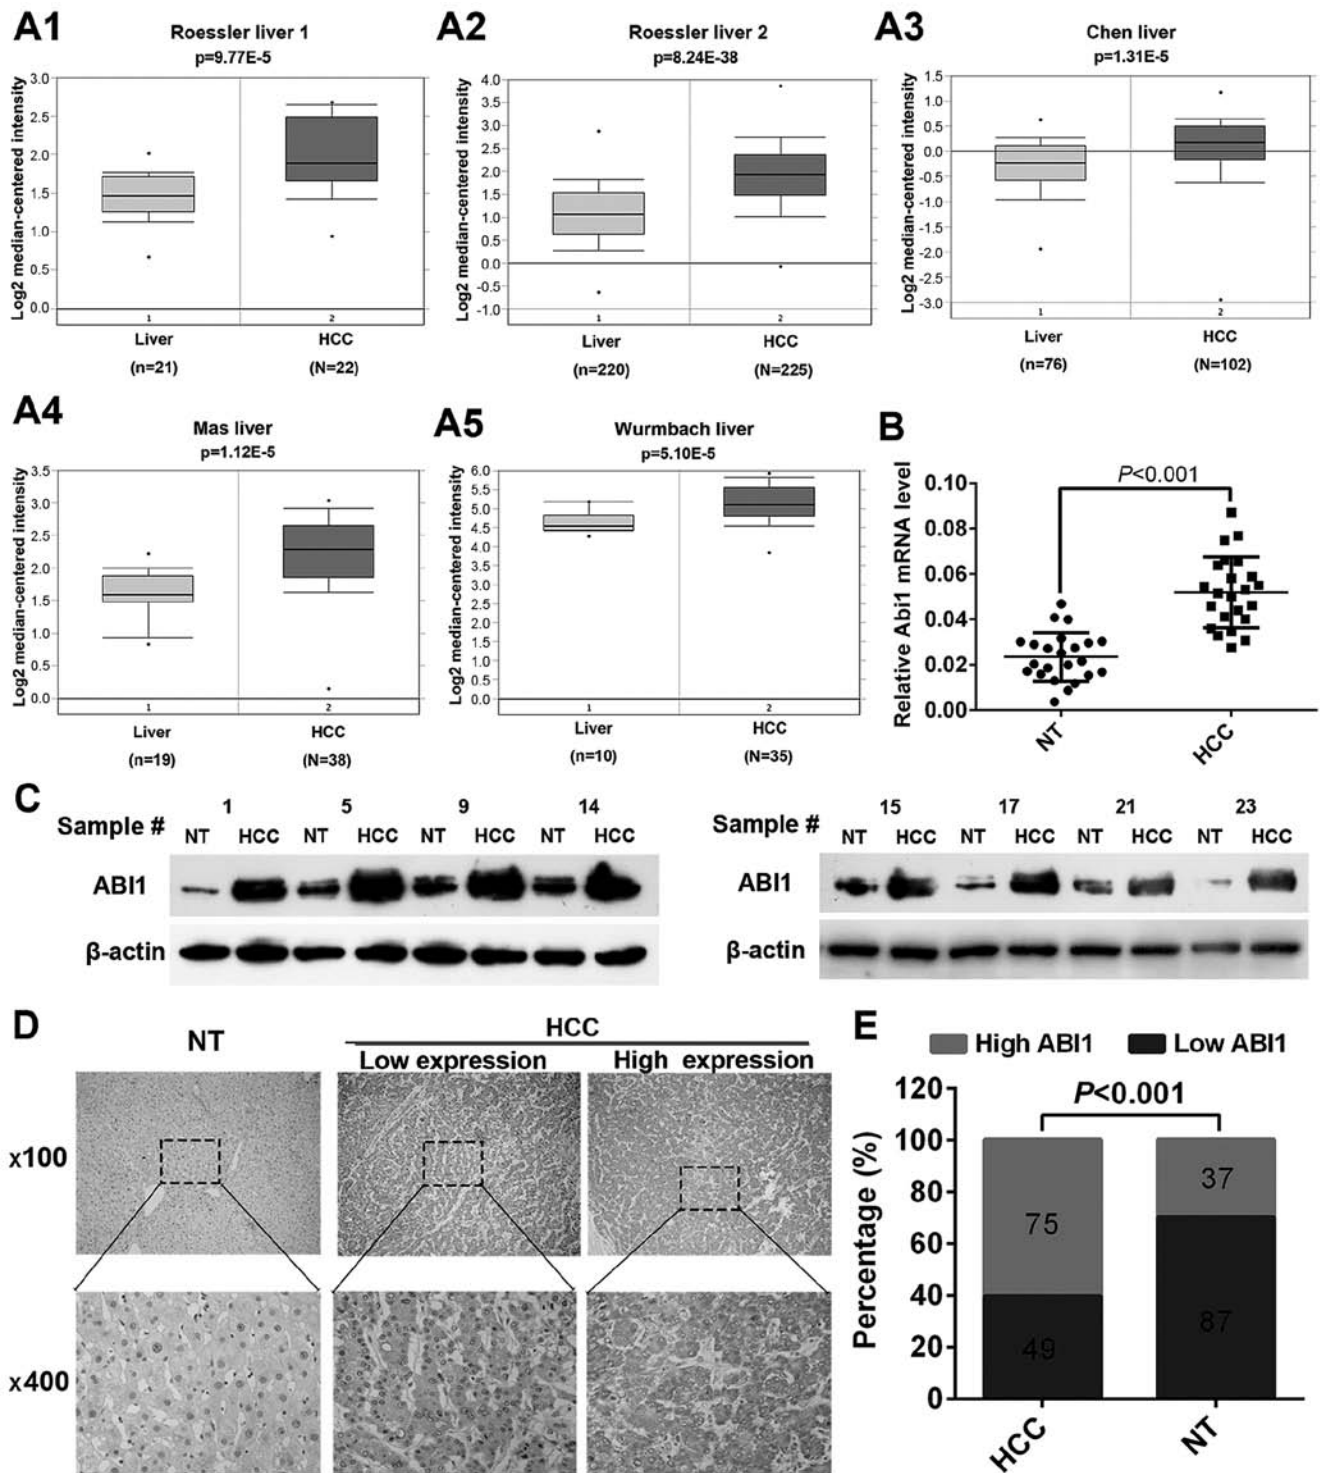 A1
Roessler liver 1
p=9.77E-5
Log2 median-centered intensity
3.0
2.5
2.0
1.5
1.0
0.5
0.0
1
2
Liver
HCC
(n=21)
(N=22)
A2
Roessler liver 2
p=8.24E-38
Log2 median-centered intensity
4.0
3.5
3.0
2.5
2.0
1.5
1.0
0.5
0.0
-0.5
-1.0
1
2
Liver
HCC
(n=220)
(N=225)
A3
Chen liver
p=1.31E-5
Log2 median-centered intensity
1.5
1.0
0.5
0.0
-0.5
-1.0
-1.5
-2.0
-2.5
-3.0
1
2
Liver
HCC
(n=76)
(N=102)
A4
Mas liver
p=1.12E-5
Log2 median-centered intensity
3.5
3.0
2.5
2.0
1.5
1.0
0.5
0.0
1
2
Liver
HCC
(n=19)
(N=38)
A5
Wurmbach liver
p=5.10E-5
Log2 median-centered intensity
6.0
5.5
5.0
4.5
4.0
3.5
3.0
2.5
2.0
1.5
1.0
0.5
0.0
1
2
Liver
HCC
(n=10)
(N=35)
B
P<0.001
Relative Abi1 mRNA level
0.10
0.08
0.06
0.04
0.02
0.00
NT
HCC
C
1 5 9 14
Sample #
NT HCC NT HCC NT HCC NT HCC
ABI1
β-actin
15 17 21 23
Sample #
NT HCC NT HCC NT HCC NT HCC
ABI1
β-actin
D
NT
HCC
Low expression
High expression
x100
x400
E
High ABI1
Low ABI1
P<0.001
Percentage (%)
120
100
80
60
40
20
0
75
49
37
87
HCC
NT